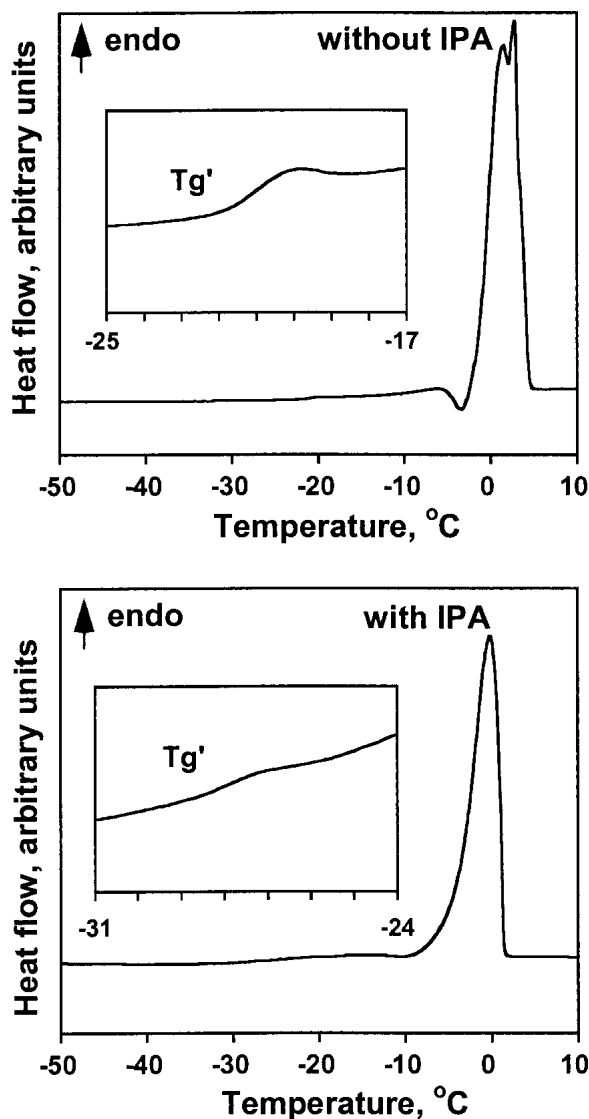 endo without IPA
Tg'
-25 -17
Heat flow, arbitrary units
-50 -40 -30 -20 -10 0 10
Temperature, °C
endo with IPA
Tg'
-31 -24
Heat flow, arbitrary units
-50 -40 -30 -20 -10 0 10
Temperature, °C